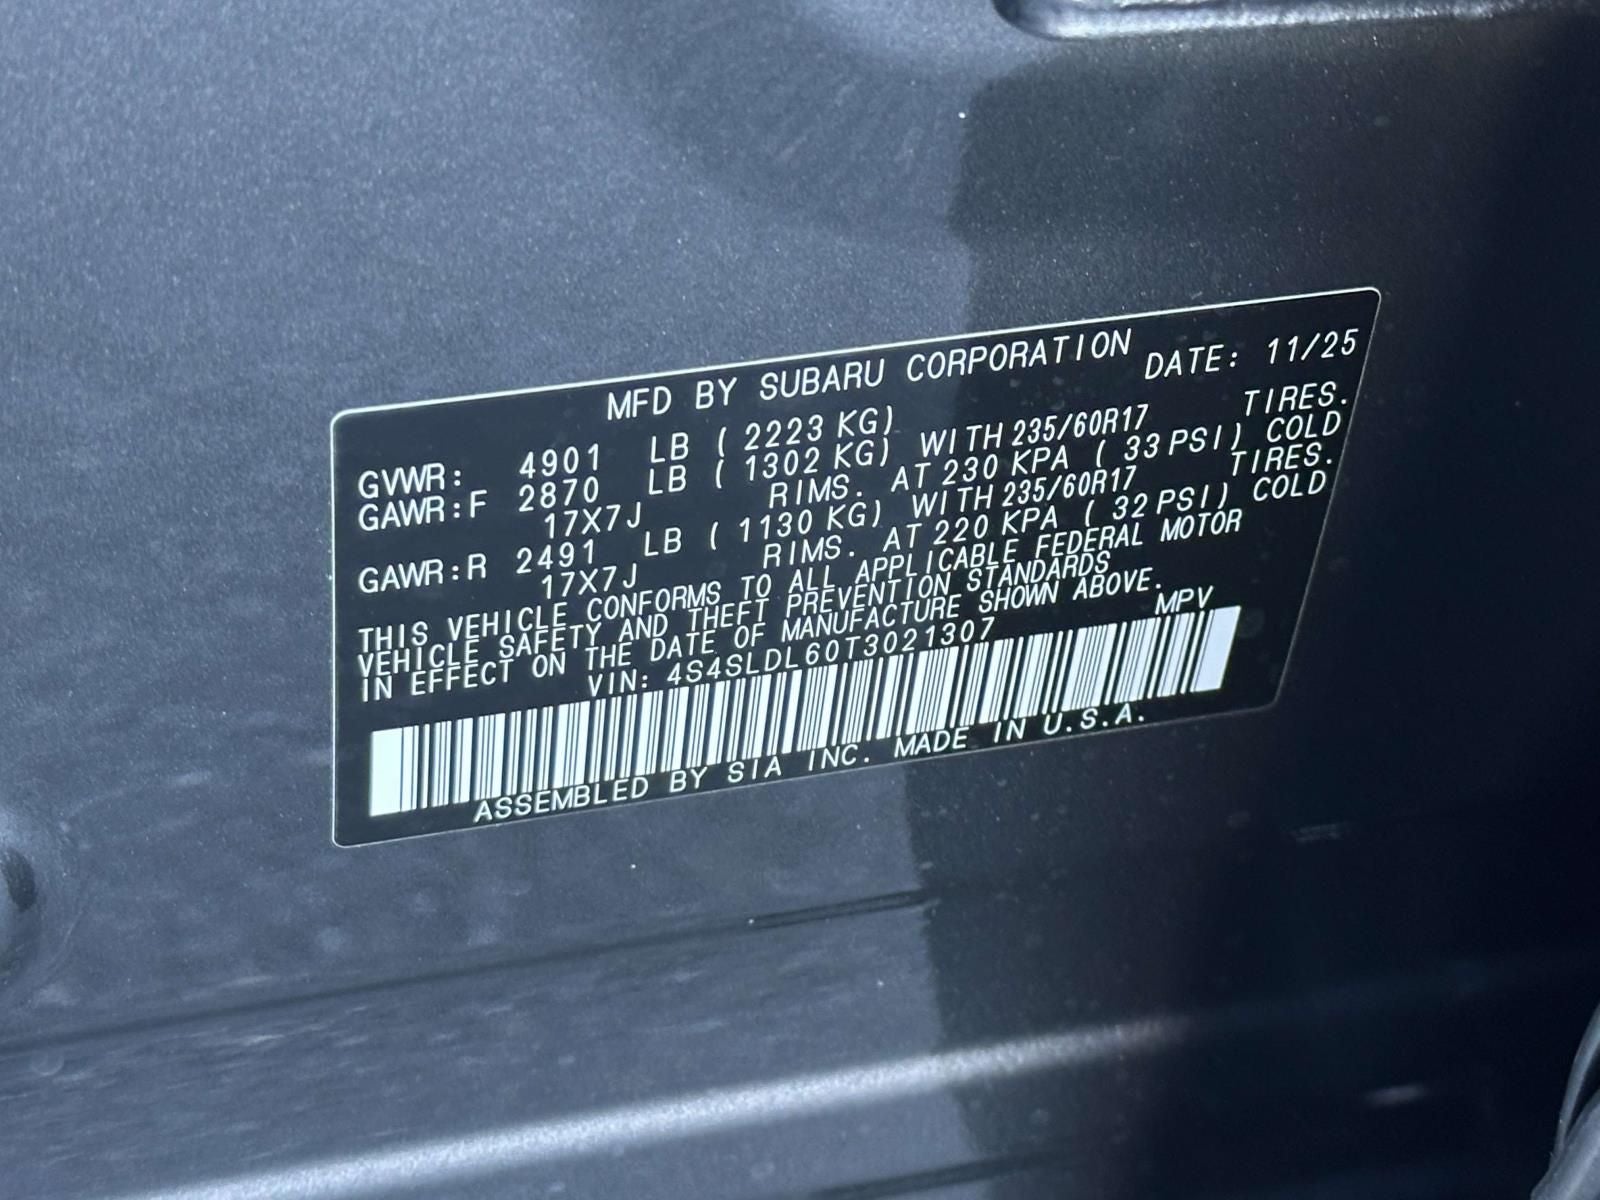 MFD BY SUBARU CORPORATION DATE: 11/25
GVWR: 4901 LB ( 2223 KG)
GAWR:F 2870 LB ( 1302 KG) WITH 235/60R17 TIRES.
17X7J RIMS. AT 230 KPA ( 33 PSI) COLD
GAWR:R 2491 LB ( 1130 KG) WITH 235/60R17 TIRES.
17X7J RIMS. AT 220 KPA ( 32 PSI) COLD
THIS VEHICLE CONFORMS TO ALL APPLICABLE FEDERAL MOTOR
VEHICLE SAFETY AND THEFT PREVENTION STANDARDS
IN EFFECT ON THE DATE OF MANUFACTURE SHOWN ABOVE.
VIN: 4S4SLDL60T3021307 MPV
ASSEMBLED BY SIA INC. MADE IN U.S.A.